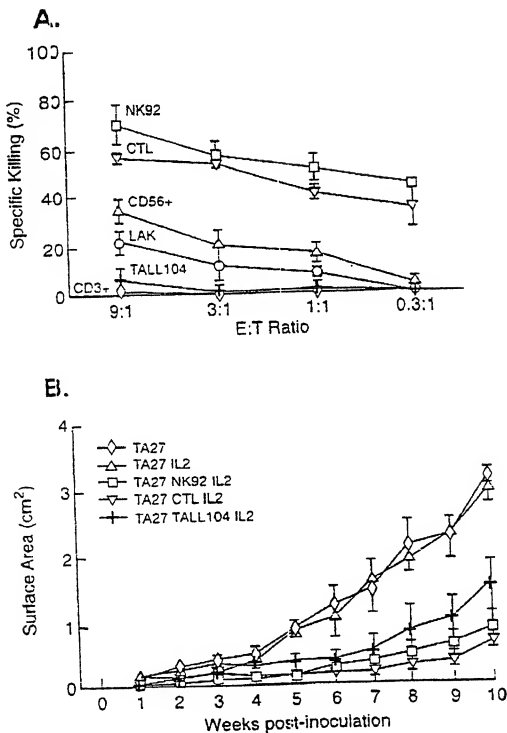 A.
100
80
60
40
20
0
Specific Killing (%)
NK92
CTL
CD56+
LAK
TALL104
CD3+
9:1 3:1 1:1 0.3:1
E:T Ratio
B.
4
3
2
1
0
Surface Area (cm²)
TA27
TA27 IL2
TA27 NK92 IL2
TA27 CTL IL2
TA27 TALL104 IL2
0 1 2 3 4 5 6 7 8 9 10
Weeks post-inoculation